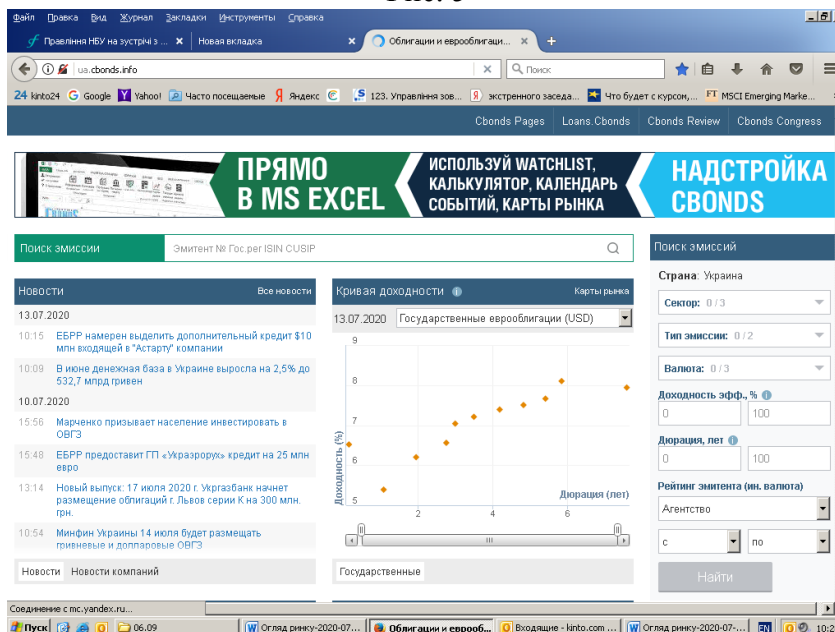 Файл Правка Вид Журнал Закладки Инструменты Справка
Правління НБУ на зустрічі з ... Новая вкладка Облигации и еврооблигаци...
ua.cbonds.info Поиск
24 kinto24 Google Yahoo! Часто посещаемые Яндекс 123. Управління зов... экстренного заседа... Что будет с курсом,... MSCI Emerging Marke...
Cbonds Pages Loans.Cbonds Cbonds Review Cbonds Congress
ПРЯМО
В MS EXCEL
ИСПОЛЬЗУЙ WATCHLIST,
КАЛЬКУЛЯТОР, КАЛЕНДАРЬ
СОБЫТИЙ, КАРТЫ РЫНКА
НАДСТРОЙКА
CBONDS
Поиск эмиссии Эмитент № Гос.рег ISIN CUSIP
Новости Все новости
13.07.2020
10:15 ЕБРР намерен выделить дополнительный кредит $10
млн входящей в "Астарту" компании
10:09 В июне денежная база в Украине выросла на 2,5% до
532,7 млрд гривен
10.07.2020
15:56 Марченко призывает население инвестировать в
ОВГЗ
15:48 ЕБРР предоставит ГП «Укразрорух» кредит на 25 млн
евро
13:14 Новый выпуск: 17 июля 2020 г. Укргазбанк начнет
размещение облигаций г. Львов серии К на 300 млн.
грн.
10:54 Минфин Украины 14 июля будет размещать
гривневые и долларовые ОВГЗ
Новости Новости компаний
Кривая доходности Карты рынка
13.07.2020 Государственные еврооблигации (USD)
9
8
7
6
5
Доходность (%)
2 4 6
Дюрация (лет)
Государственные
Поиск эмиссий
Страна: Украина
Сектор: 0 / 3
Тип эмиссии: 0 / 2
Валюта: 0 / 3
Доходность эфф., %
0 100
Дюрация, лет
0 100
Рейтинг эмитента (ин. валюта)
Агентство
с по
Найти
Соединение с mc.yandex.ru...
Пуск 06.09 Огляд ринку-2020-07... Облигации и еврооб... Входящие - kinto.com ... Огляд ринку-2020-07-... EN 10:2